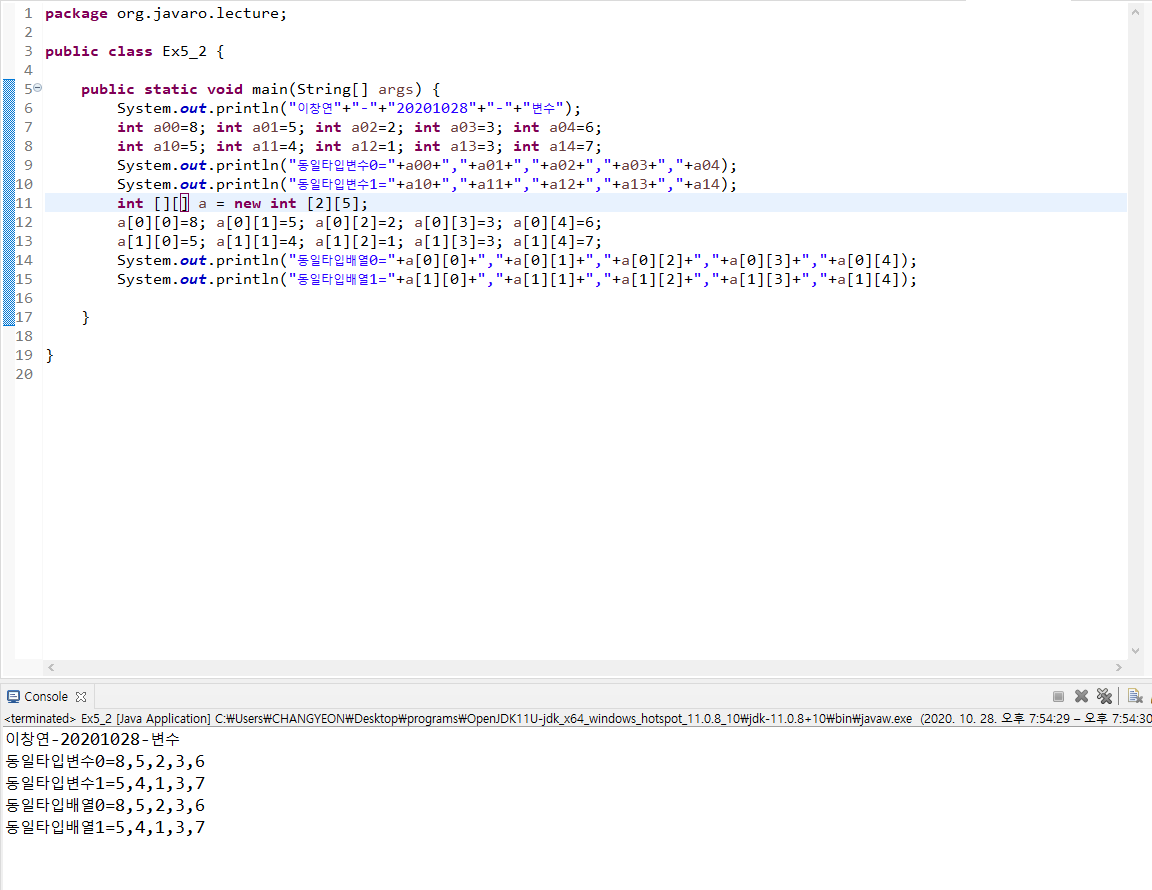 1 package org.javaro.lecture;
2
3 public class Ex5_2 {
4
5 public static void main(String[] args) {
6 System.out.println("이창연"+"-"+"20201028"+"-"+"변수");
7 int a00=8; int a01=5; int a02=2; int a03=3; int a04=6;
8 int a10=5; int a11=4; int a12=1; int a13=3; int a14=7;
9 System.out.println("동일타입변수0="+a00+","+a01+","+a02+","+a03+","+a04);
10 System.out.println("동일타입변수1="+a10+","+a11+","+a12+","+a13+","+a14);
11 int [][] a = new int [2][5];
12 a[0][0]=8; a[0][1]=5; a[0][2]=2; a[0][3]=3; a[0][4]=6;
13 a[1][0]=5; a[1][1]=4; a[1][2]=1; a[1][3]=3; a[1][4]=7;
14 System.out.println("동일타입배열0="+a[0][0]+","+a[0][1]+","+a[0][2]+","+a[0][3]+","+a[0][4]);
15 System.out.println("동일타입배열1="+a[1][0]+","+a[1][1]+","+a[1][2]+","+a[1][3]+","+a[1][4]);
16
17 }
18
19 }
20
Console
<terminated> Ex5_2 [Java Application] C:₩Users₩CHANGYEON₩Desktop₩programs₩OpenJDK11U-jdk_x64_windows_hotspot_11.0.8_10₩jdk-11.0.8+10₩bin₩javaw.exe (2020. 10. 28. 오후 7:54:29 – 오후 7:54:30
이창연-20201028-변수
동일타입변수0=8,5,2,3,6
동일타입변수1=5,4,1,3,7
동일타입배열0=8,5,2,3,6
동일타입배열1=5,4,1,3,7